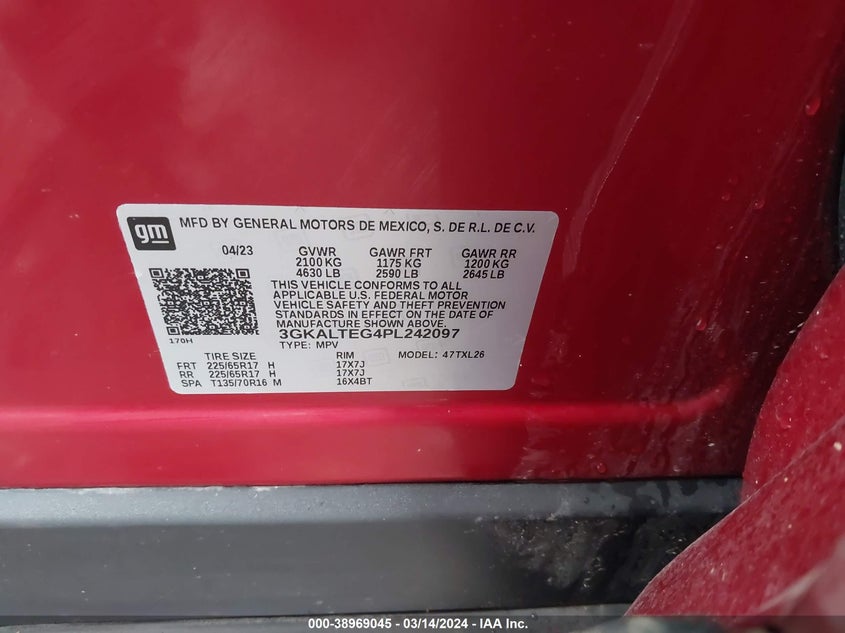 gm
MFD BY GENERAL MOTORS DE MEXICO, S. DE R.L. DE C.V.
04/23 GVWR GAWR FRT GAWR RR
2100 KG 1175 KG 1200 KG
4630 LB 2590 LB 2645 LB
THIS VEHICLE CONFORMS TO ALL
APPLICABLE U.S. FEDERAL MOTOR
VEHICLE SAFETY AND THEFT PREVENTION
STANDARDS IN EFFECT ON THE DATE
OF MANUFACTURE SHOWN ABOVE.
170H
3GKALTEG4PL242097
TYPE: MPV MODEL: 47TXL26
TIRE SIZE RIM
FRT 225/65R17 H 17X7J
RR 225/65R17 H 17X7J
SPA T135/70R16 M 16X4BT
000-38969045 - 03/14/2024 - IAA Inc.